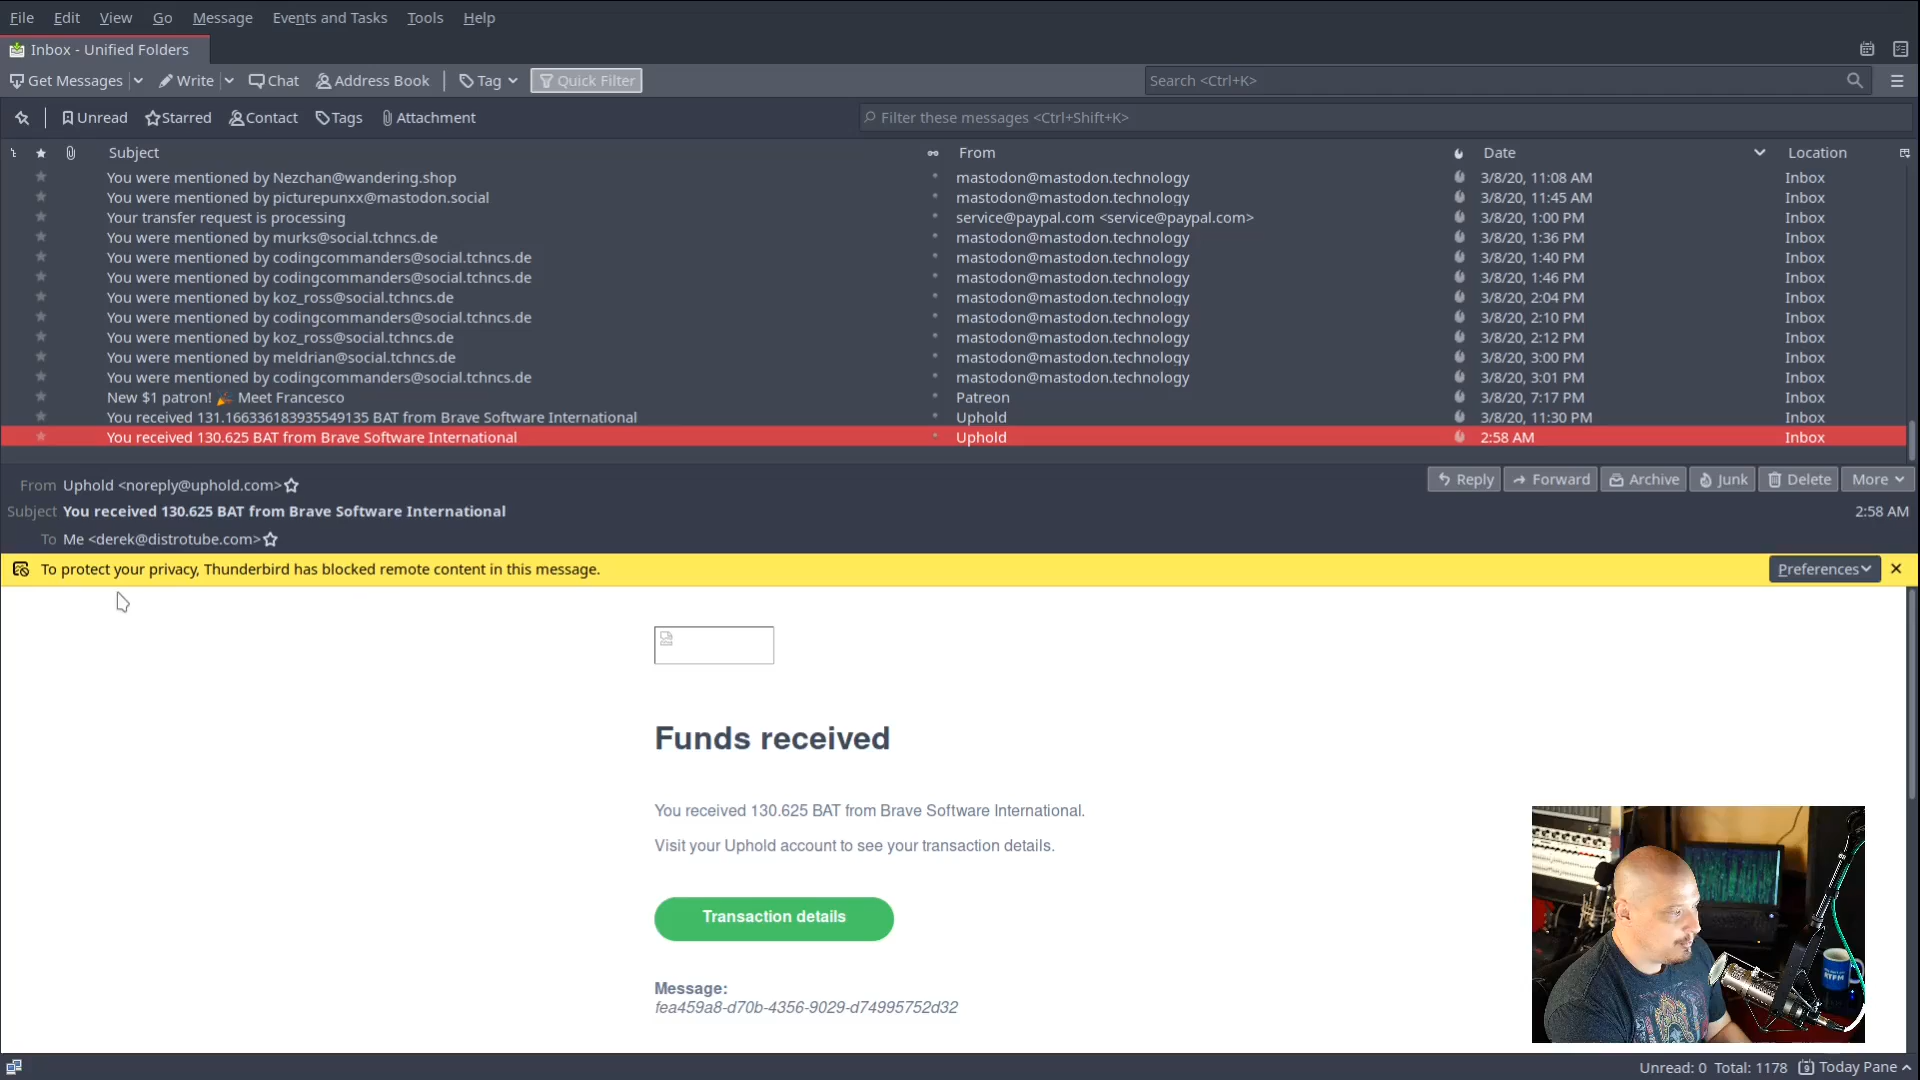 File Edit View Go Message Events and Tasks Tools Help
Inbox - Unified Folders
Get Messages Write Chat Address Book Tag Quick Filter Search <Ctrl+K>
Unread Starred Contact Tags Attachment Filter these messages <Ctrl+Shift+K>
Subject From Date Location
You were mentioned by Nezchan@wandering.shop mastodon@mastodon.technology 3/8/20, 11:08 AM Inbox
You were mentioned by picturepunxx@mastodon.social mastodon@mastodon.technology 3/8/20, 11:45 AM Inbox
Your transfer request is processing service@paypal.com <service@paypal.com> 3/8/20, 1:00 PM Inbox
You were mentioned by murks@social.tchncs.de mastodon@mastodon.technology 3/8/20, 1:36 PM Inbox
You were mentioned by codingcommanders@social.tchncs.de mastodon@mastodon.technology 3/8/20, 1:40 PM Inbox
You were mentioned by codingcommanders@social.tchncs.de mastodon@mastodon.technology 3/8/20, 1:46 PM Inbox
You were mentioned by koz_ross@social.tchncs.de mastodon@mastodon.technology 3/8/20, 2:04 PM Inbox
You were mentioned by codingcommanders@social.tchncs.de mastodon@mastodon.technology 3/8/20, 2:10 PM Inbox
You were mentioned by koz_ross@social.tchncs.de mastodon@mastodon.technology 3/8/20, 2:12 PM Inbox
You were mentioned by meldrian@social.tchncs.de mastodon@mastodon.technology 3/8/20, 3:00 PM Inbox
You were mentioned by codingcommanders@social.tchncs.de mastodon@mastodon.technology 3/8/20, 3:01 PM Inbox
New $1 patron! 🎉 Meet Francesco Patreon 3/8/20, 7:17 PM Inbox
You received 131.166336183935549135 BAT from Brave Software International Uphold 3/8/20, 11:30 PM Inbox
You received 130.625 BAT from Brave Software International Uphold 2:58 AM Inbox
From Uphold <noreply@uphold.com> Reply Forward Archive Junk Delete More
Subject You received 130.625 BAT from Brave Software International 2:58 AM
To Me <derek@distrotube.com>
To protect your privacy, Thunderbird has blocked remote content in this message. Preferences
Funds received
You received 130.625 BAT from Brave Software International.
Visit your Uphold account to see your transaction details.
Transaction details
Message:
fea459a8-d70b-4356-9029-d74995752d32
RTFM
Unread: 0 Total: 1178 9 Today Pane